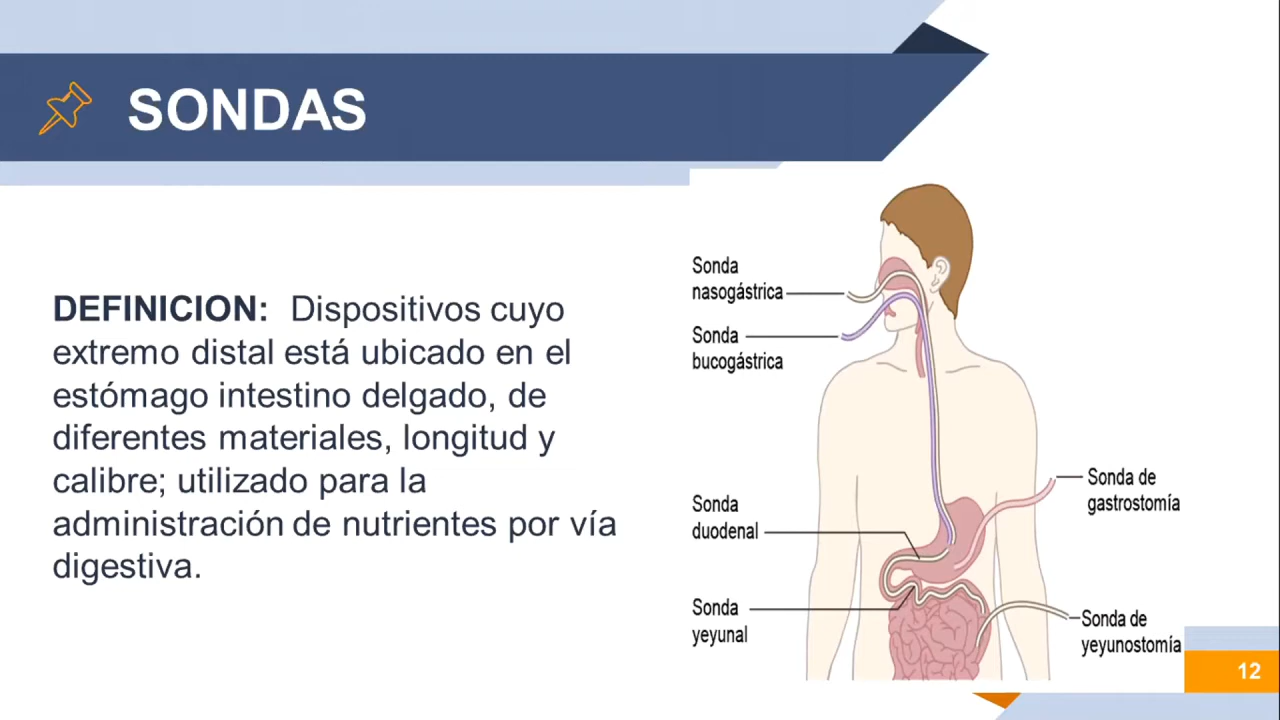 SONDAS
DEFINICION: Dispositivos cuyo
extremo distal está ubicado en el
estómago intestino delgado, de
diferentes materiales, longitud y
calibre; utilizado para la
administración de nutrientes por vía
digestiva.
Sonda
nasogástrica
Sonda
bucogástrica
Sonda
duodenal
Sonda
yeyunal
Sonda de
gastrostomía
Sonda de
yeyunostomía
12